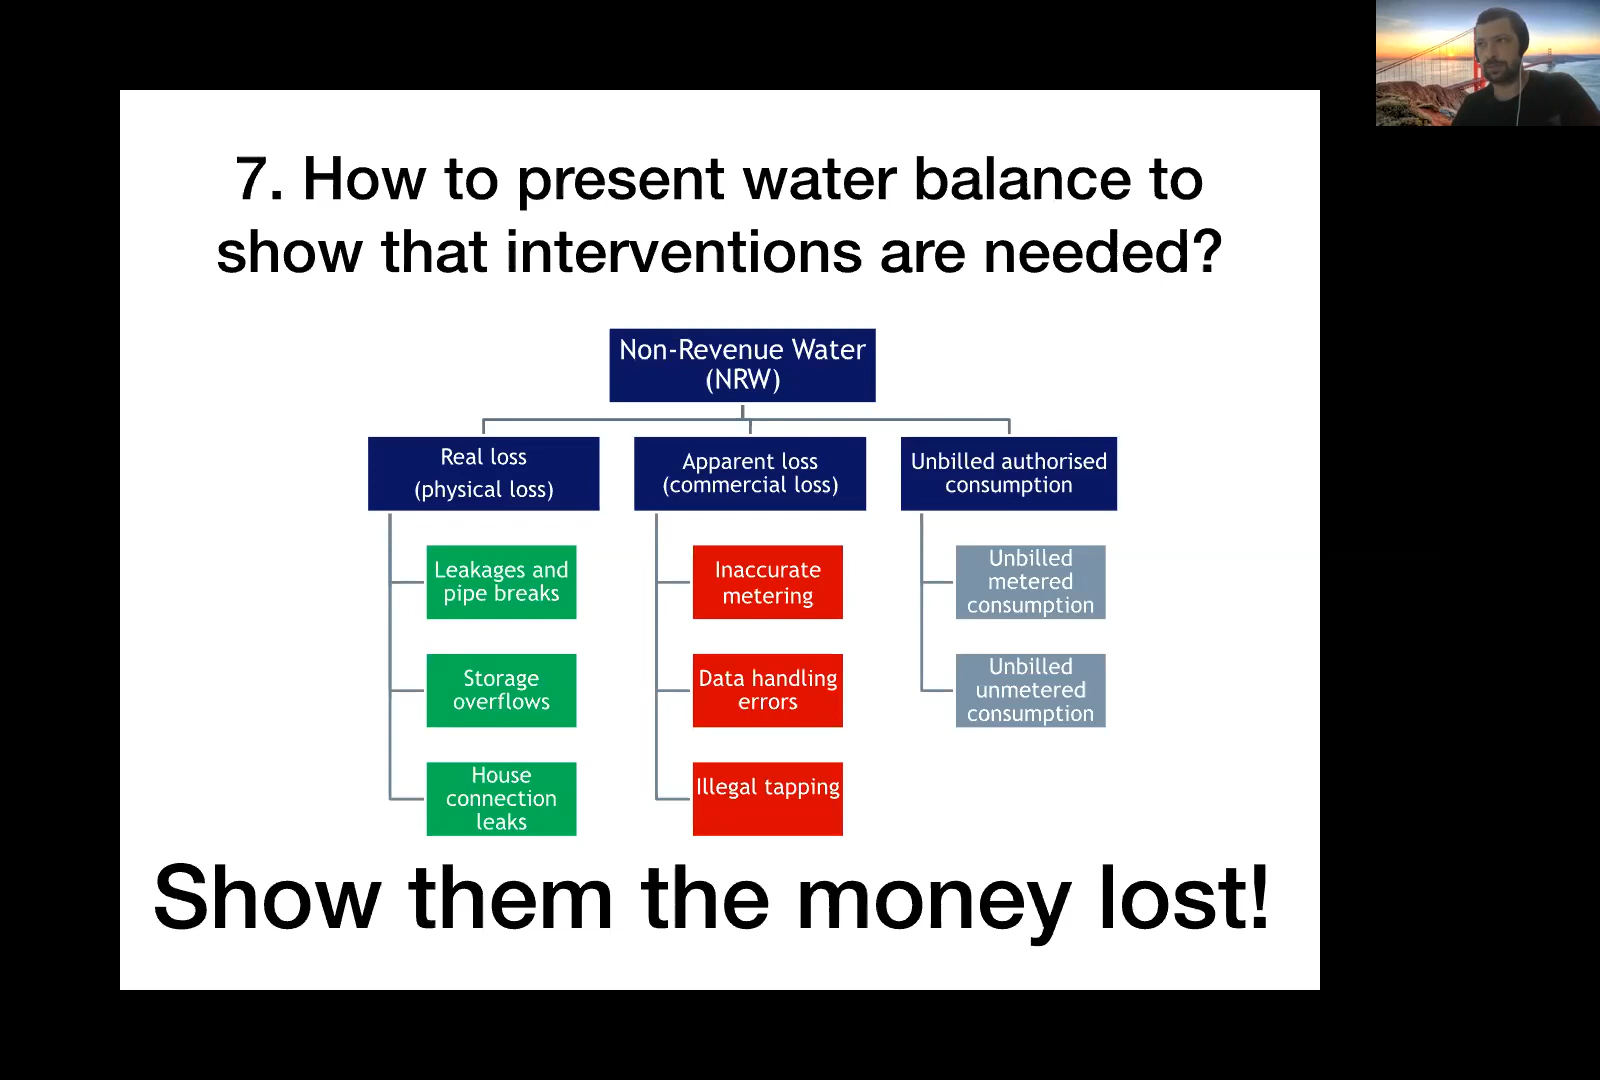 7. How to present water balance to
show that interventions are needed?
Non-Revenue Water
(NRW)
Real loss
(physical loss)
Apparent loss
(commercial loss)
Unbilled authorised
consumption
Leakages and
pipe breaks
Inaccurate
metering
Unbilled
metered
consumption
Storage
overflows
Data handling
errors
Unbilled
unmetered
consumption
House
connection
leaks
Illegal tapping
Show them the money lost!